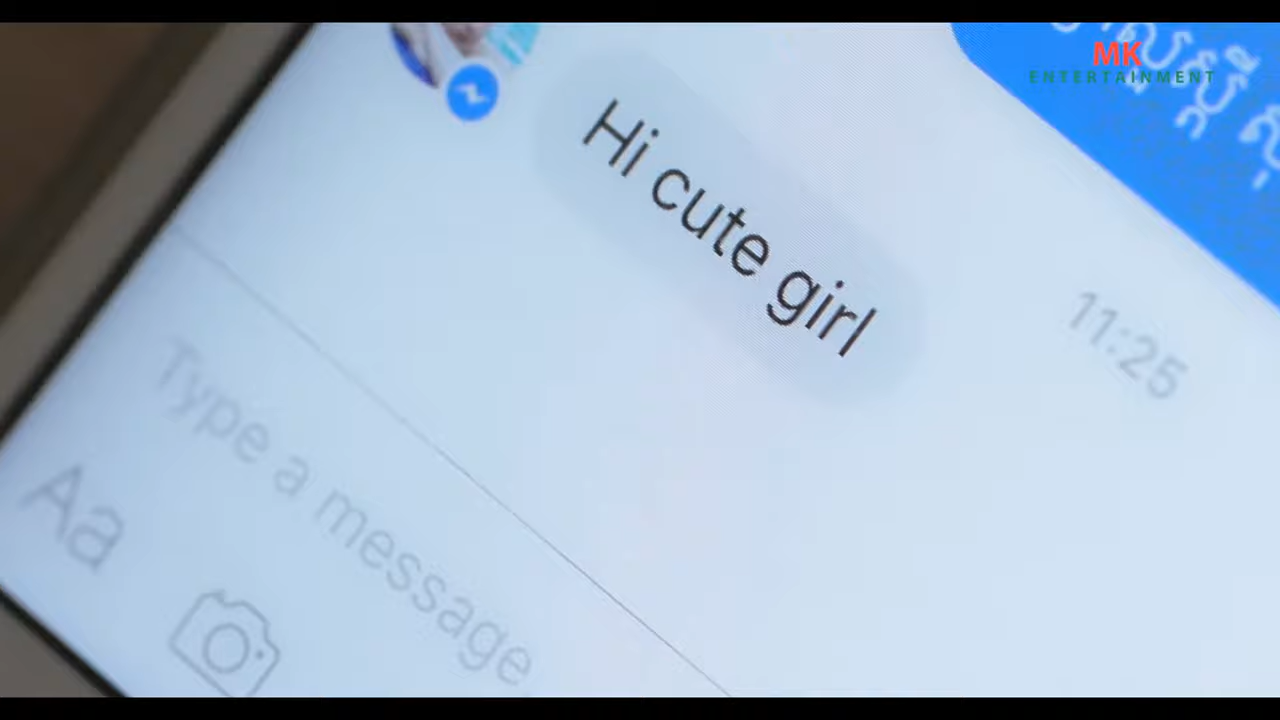 MK
ENTERTAINMENT
Hi cute girl
11:25
Type a message
Aa